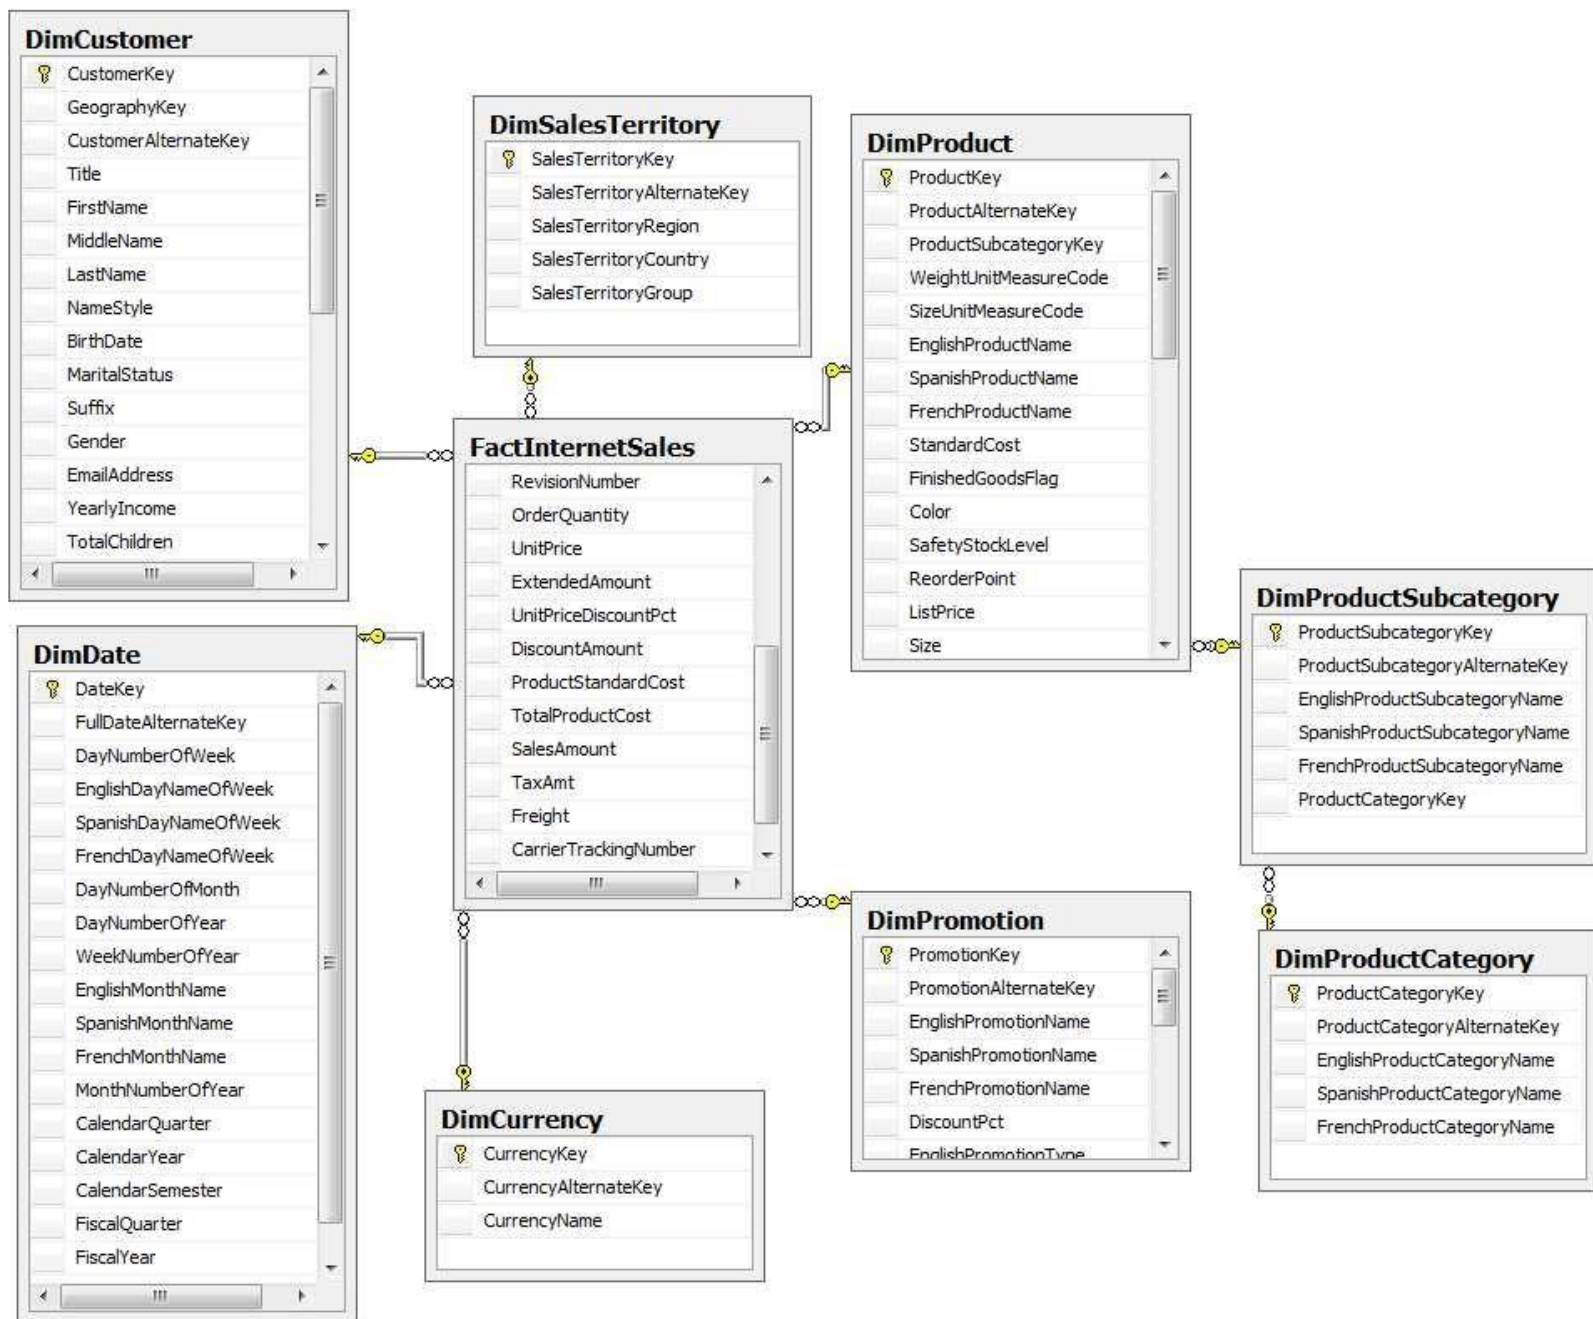 DimCustomer
CustomerKey
GeographyKey
CustomerAlternateKey
Title
FirstName
MiddleName
LastName
NameStyle
BirthDate
MaritalStatus
Suffix
Gender
EmailAddress
YearlyIncome
TotalChildren
DimSalesTerritory
SalesTerritoryKey
SalesTerritoryAlternateKey
SalesTerritoryRegion
SalesTerritoryCountry
SalesTerritoryGroup
DimProduct
ProductKey
ProductAlternateKey
ProductSubcategoryKey
WeightUnitMeasureCode
SizeUnitMeasureCode
EnglishProductName
SpanishProductName
FrenchProductName
StandardCost
FinishedGoodsFlag
Color
SafetyStockLevel
ReorderPoint
ListPrice
Size
FactInternetSales
RevisionNumber
OrderQuantity
UnitPrice
ExtendedAmount
UnitPriceDiscountPct
DiscountAmount
ProductStandardCost
TotalProductCost
SalesAmount
TaxAmt
Freight
CarrierTrackingNumber
DimProductSubcategory
ProductSubcategoryKey
ProductSubcategoryAlternateKey
EnglishProductSubcategoryName
SpanishProductSubcategoryName
FrenchProductSubcategoryName
ProductCategoryKey
DimDate
DateKey
FullDateAlternateKey
DayNumberOfWeek
EnglishDayNameOfWeek
SpanishDayNameOfWeek
FrenchDayNameOfWeek
DayNumberOfMonth
DayNumberOfYear
WeekNumberOfYear
EnglishMonthName
SpanishMonthName
FrenchMonthName
MonthNumberOfYear
CalendarQuarter
CalendarYear
CalendarSemester
FiscalQuarter
FiscalYear
DimPromotion
PromotionKey
PromotionAlternateKey
EnglishPromotionName
SpanishPromotionName
FrenchPromotionName
DiscountPct
EnglishPromotionType
DimProductCategory
ProductCategoryKey
ProductCategoryAlternateKey
EnglishProductCategoryName
SpanishProductCategoryName
FrenchProductCategoryName
DimCurrency
CurrencyKey
CurrencyAlternateKey
CurrencyName